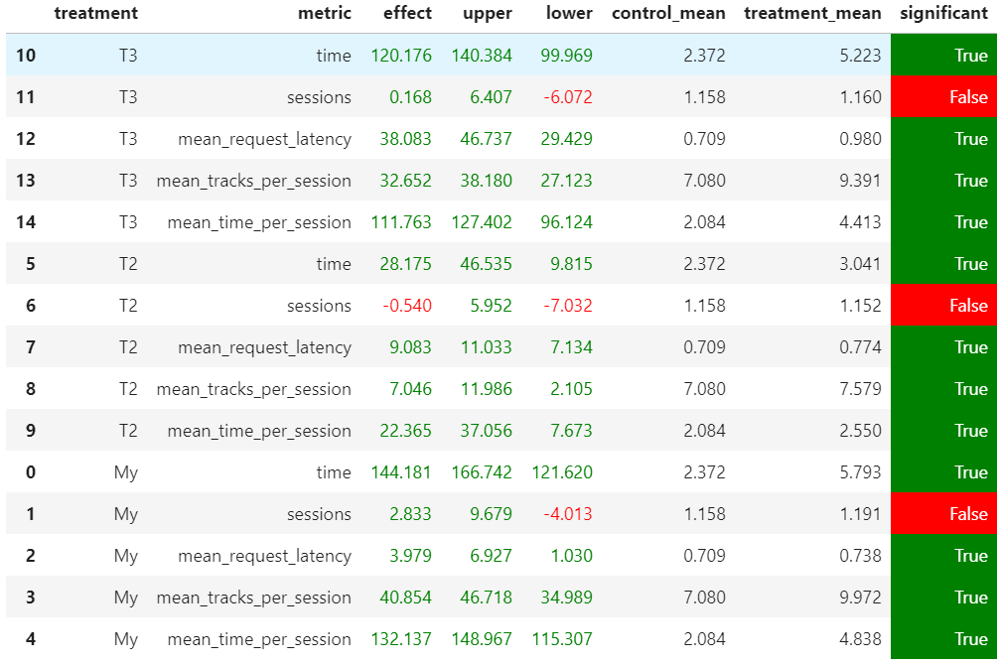 treatment metric effect upper lower control_mean treatment_mean significant
10 T3 time 120.176 140.384 99.969 2.372 5.223 True
11 T3 sessions 0.168 6.407 -6.072 1.158 1.160 False
12 T3 mean_request_latency 38.083 46.737 29.429 0.709 0.980 True
13 T3 mean_tracks_per_session 32.652 38.180 27.123 7.080 9.391 True
14 T3 mean_time_per_session 111.763 127.402 96.124 2.084 4.413 True
5 T2 time 28.175 46.535 9.815 2.372 3.041 True
6 T2 sessions -0.540 5.952 -7.032 1.158 1.152 False
7 T2 mean_request_latency 9.083 11.033 7.134 0.709 0.774 True
8 T2 mean_tracks_per_session 7.046 11.986 2.105 7.080 7.579 True
9 T2 mean_time_per_session 22.365 37.056 7.673 2.084 2.550 True
0 My time 144.181 166.742 121.620 2.372 5.793 True
1 My sessions 2.833 9.679 -4.013 1.158 1.191 False
2 My mean_request_latency 3.979 6.927 1.030 0.709 0.738 True
3 My mean_tracks_per_session 40.854 46.718 34.989 7.080 9.972 True
4 My mean_time_per_session 132.137 148.967 115.307 2.084 4.838 True